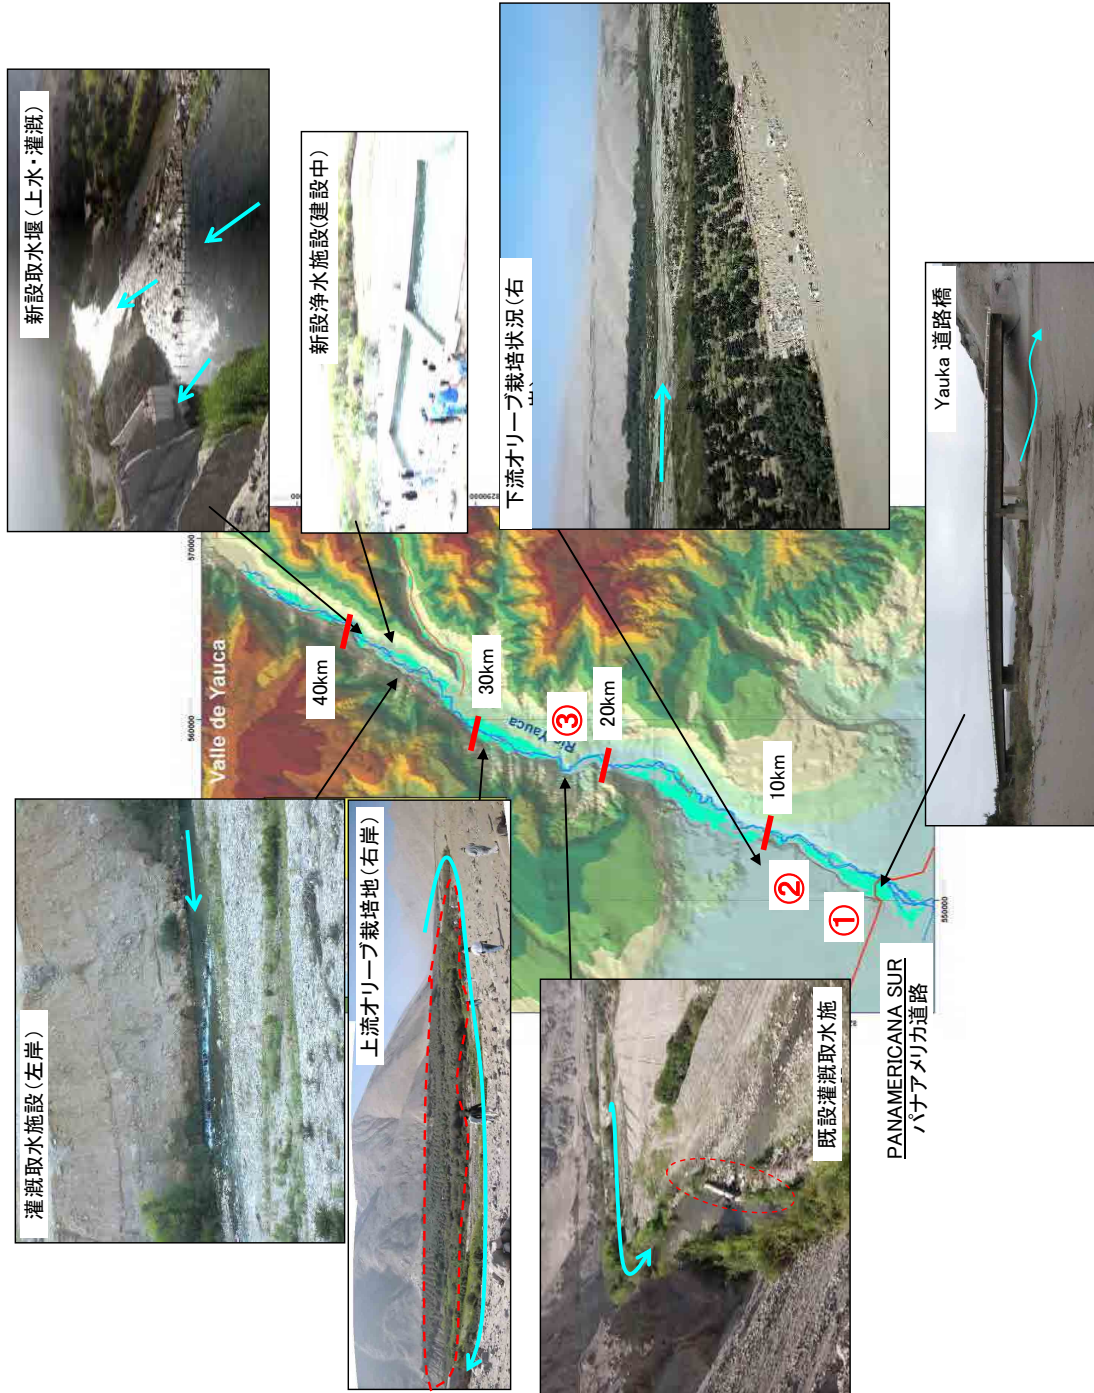 新設取水堰（上水・灌漑）
新設浄水施設(建設中)
下流オリーブ栽培状況（右
Yauka 道路橋
灌漑取水施設（左岸）
上流オリーブ栽培地（右岸）
既設灌漑取水施
Valle de Yauca
570000
560000
550000
40km
30km
Río Yauca
③
20km
10km
②
①
PANAMERICANA SUR
パナアメリカ道路